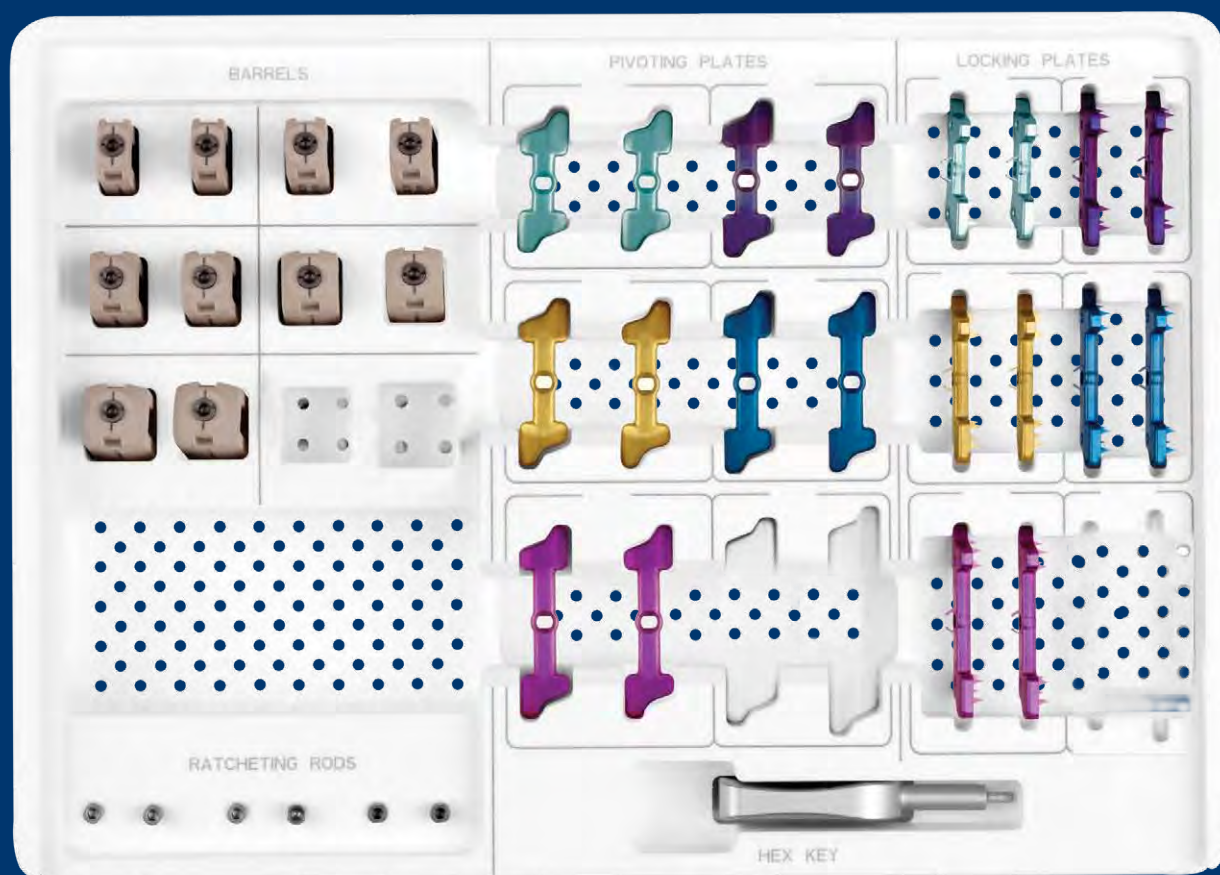 BARRELS
PIVOTING PLATES
LOCKING PLATES
RATCHETING RODS
HEX KEY